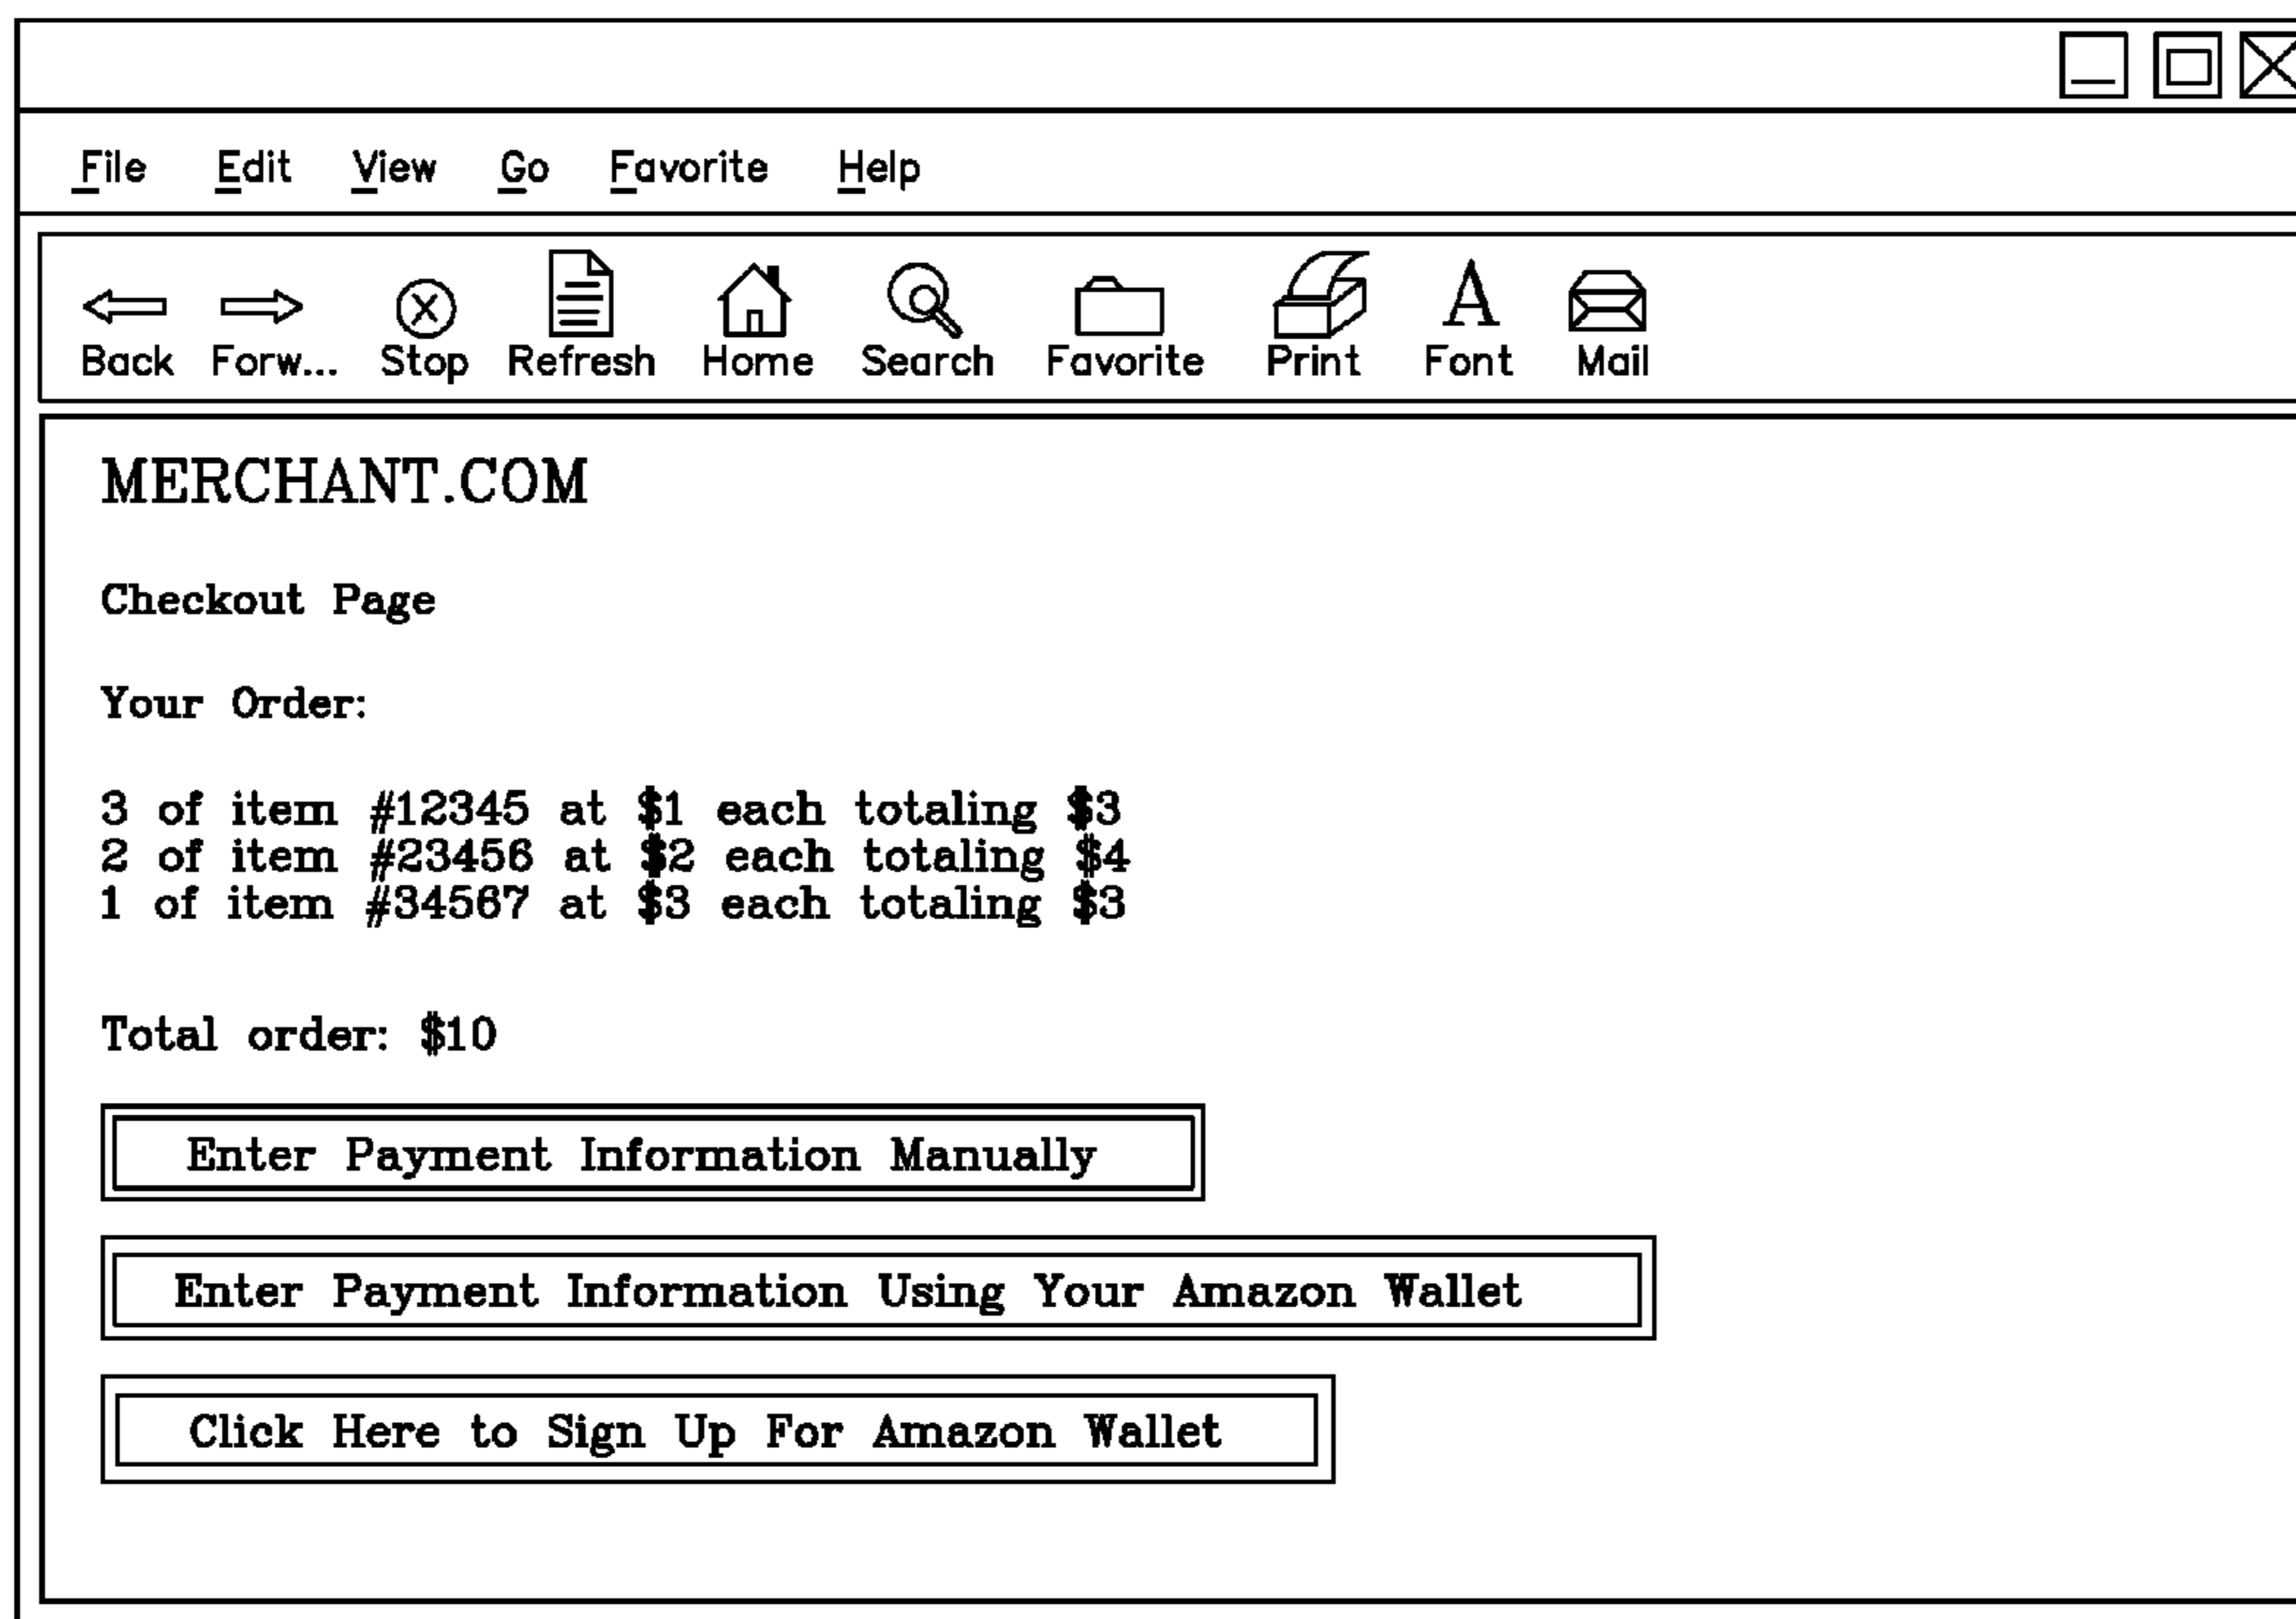 File Edit View Go Favorite Help
Back Forw... Stop Refresh Home Search Favorite Print Font Mail
MERCHANT.COM
Checkout Page
Your Order:
3 of item #12345 at $1 each totaling $3
2 of item #23456 at $2 each totaling $4
1 of item #34567 at $3 each totaling $3
Total order: $10
Enter Payment Information Manually
Enter Payment Information Using Your Amazon Wallet
Click Here to Sign Up For Amazon Wallet